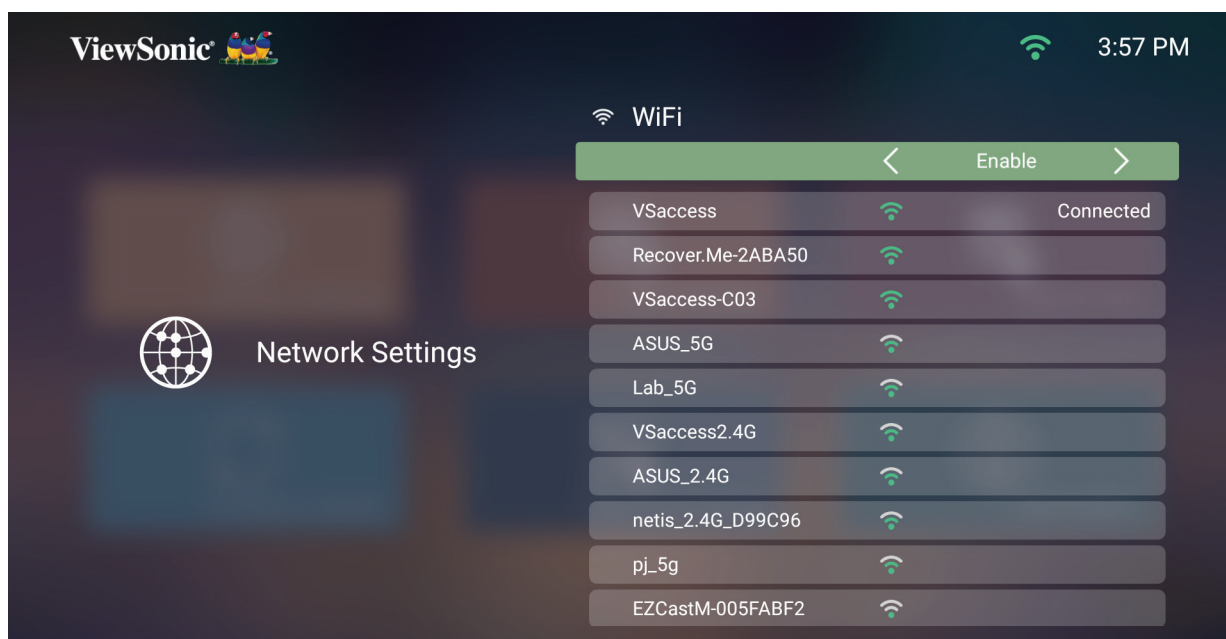 ViewSonic®
3:57 PM
WiFi
Enable
VSaccess Connected
Recover.Me-2ABA50
VSaccess-C03
ASUS_5G
Network Settings
Lab_5G
VSaccess2.4G
ASUS_2.4G
netis_2.4G_D99C96
pj_5g
EZCastM-005FABF2